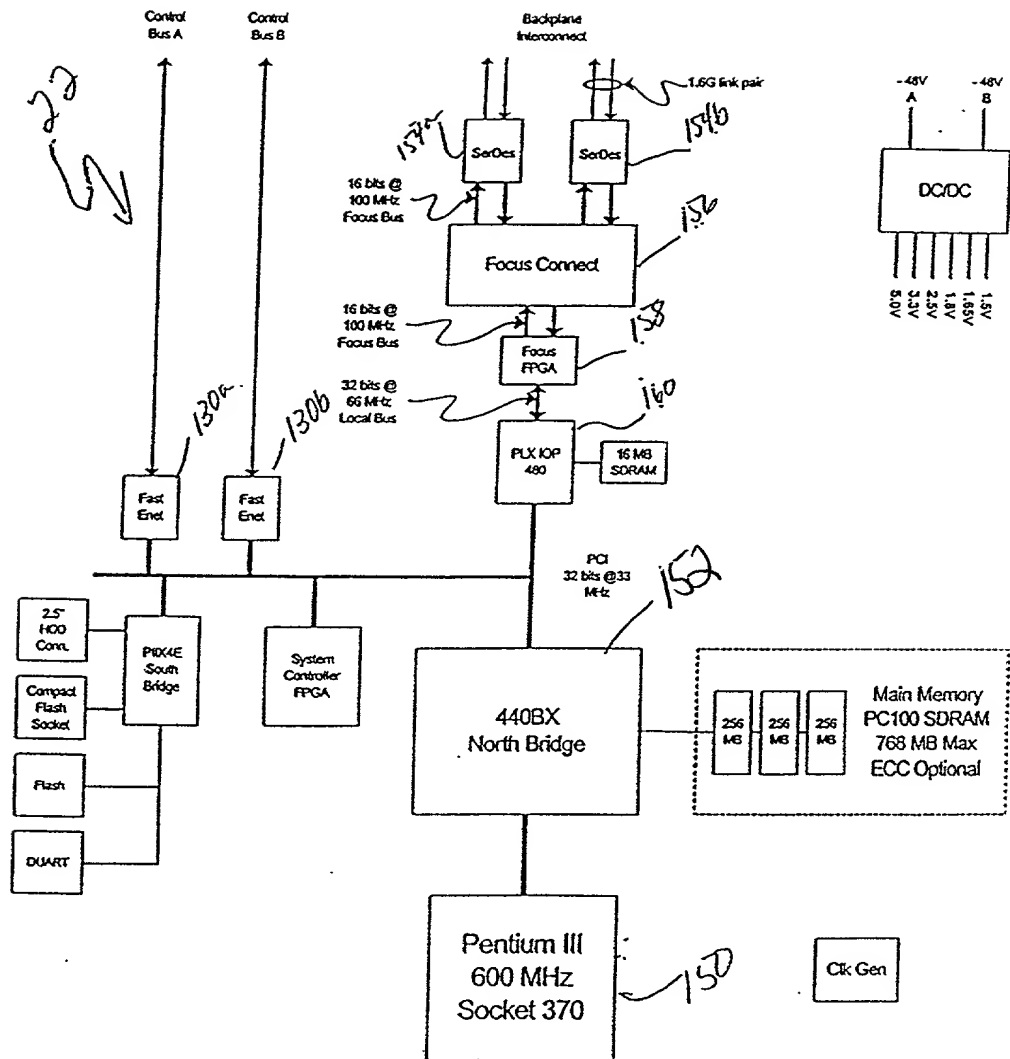 Control
Bus A
Control
Bus B
Backplane
Interconnect
1.6G link pair
-48V
A
-48V
B
22
154a
SerDes
SerDes
154b
DC/DC
16 bits @
100 MHz
Focus Bus
Focus Connect
156
5.0V
3.3V
2.5V
1.8V
1.65V
1.5V
16 bits @
100 MHz
Focus Bus
Focus
FPGA
158
32 bits @
66 MHz
Local Bus
130a
130b
PLX IOP
480
160
16 MB
SDRAM
Fast
Enet
Fast
Enet
PCI
32 bits @33
MHz
152
2.5"
HDD
Conn.
PIIX4E
South
Bridge
System
Controller
FPGA
Compact
Flash
Socket
440BX
North Bridge
256
MB
256
MB
256
MB
Main Memory
PC100 SDRAM
768 MB Max
ECC Optional
Flash
DUART
Pentium III
600 MHz
Socket 370
150
Clk Gen